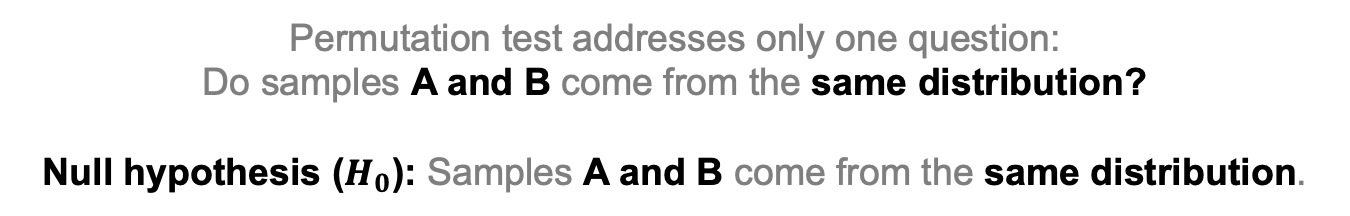 Permutation test addresses only one question:
Do samples A and B come from the same distribution?
Null hypothesis (H₀): Samples A and B come from the same distribution.